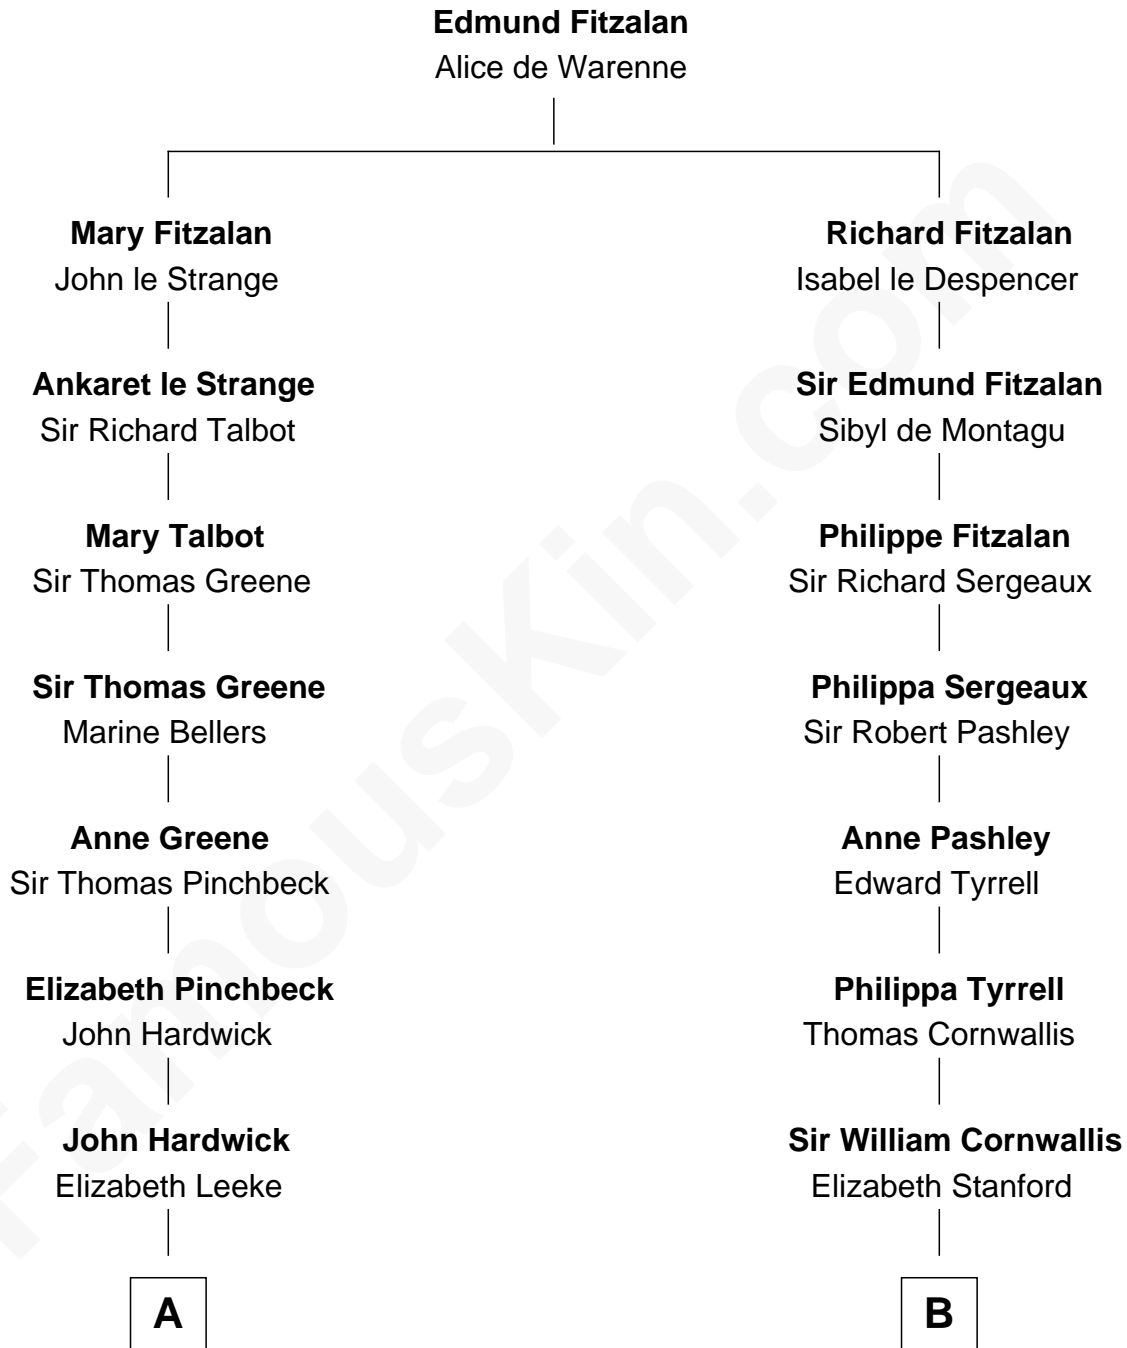 Edmund Fitzalan
Alice de Warenne
Mary Fitzalan
John le Strange
Richard Fitzalan
Isabel le Despencer
Ankaret le Strange
Sir Richard Talbot
Sir Edmund Fitzalan
Sibyl de Montagu
Mary Talbot
Sir Thomas Greene
Philippe Fitzalan
Sir Richard Sergeaux
Sir Thomas Greene
Marine Bellers
Philippa Sergeaux
Sir Robert Pashley
Anne Greene
Sir Thomas Pinchbeck
Anne Pashley
Edward Tyrrell
Elizabeth Pinchbeck
John Hardwick
Philippa Tyrrell
Thomas Cornwallis
John Hardwick
Elizabeth Leeke
Sir William Cornwallis
Elizabeth Stanford
A
B
FamousKin.com